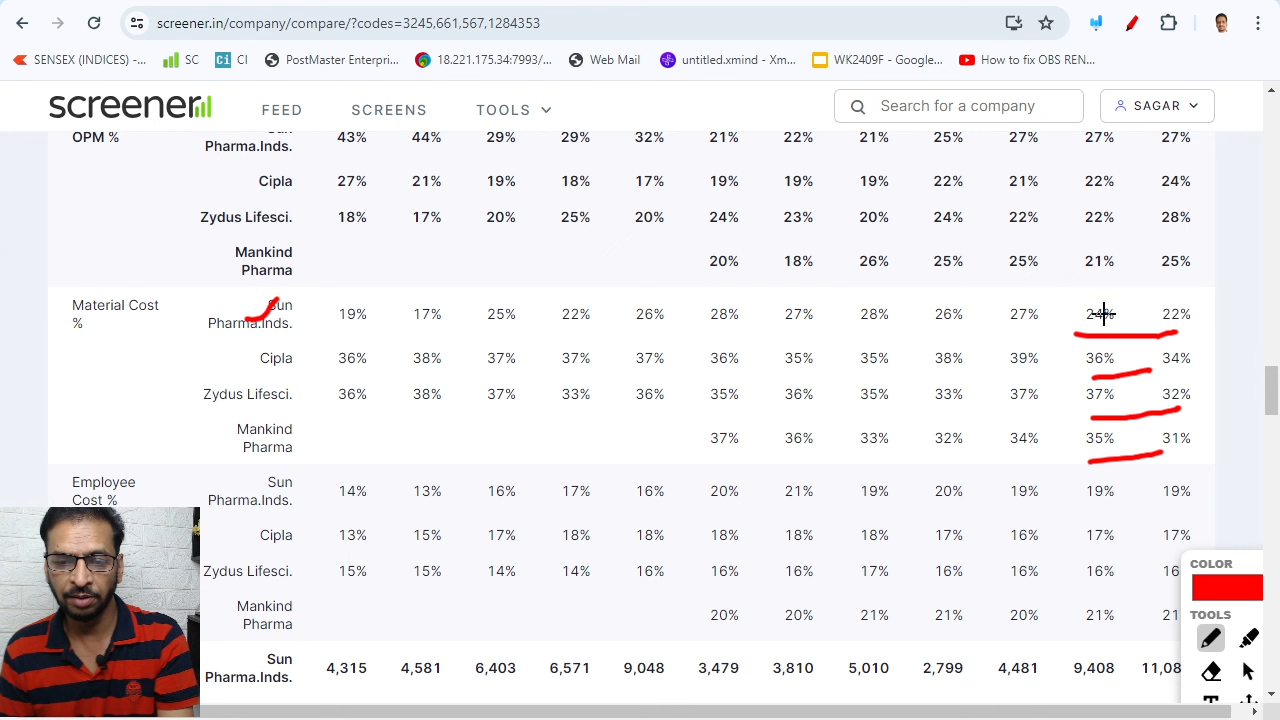 screener.in/company/compare/?codes=3245,661,567,1284353
SENSEX (INDICES) -... SC CI PostMaster Enterpri... 18.221.175.34:7993/... Web Mail untitled.xmind - Xm... WK2409F - Google... How to fix OBS REN...
screener FEED SCREENS TOOLS Search for a company SAGAR
OPM % Sun Pharma.Inds. 43% 44% 29% 29% 32% 21% 22% 21% 25% 27% 27% 27%
Cipla 27% 21% 19% 18% 17% 19% 19% 19% 22% 21% 22% 24%
Zydus Lifesci. 18% 17% 20% 25% 20% 24% 23% 20% 24% 22% 22% 28%
Mankind Pharma 20% 18% 26% 25% 25% 21% 25%
Material Cost % Sun Pharma.Inds. 19% 17% 25% 22% 26% 28% 27% 28% 26% 27% 24% 22%
Cipla 36% 38% 37% 37% 37% 36% 35% 35% 38% 39% 36% 34%
Zydus Lifesci. 36% 38% 37% 33% 36% 35% 36% 35% 33% 37% 37% 32%
Mankind Pharma 37% 36% 33% 32% 34% 35% 31%
Employee Cost % Sun Pharma.Inds. 14% 13% 16% 17% 16% 20% 21% 19% 20% 19% 19% 19%
Cipla 13% 15% 17% 18% 18% 18% 18% 18% 17% 16% 17% 17%
Zydus Lifesci. 15% 15% 14% 14% 16% 16% 16% 17% 16% 16% 16% 16
Mankind Pharma 20% 20% 21% 21% 20% 21% 21
Sun Pharma.Inds. 4,315 4,581 6,403 6,571 9,048 3,479 3,810 5,010 2,799 4,481 9,408 11,08
COLOR
TOOLS